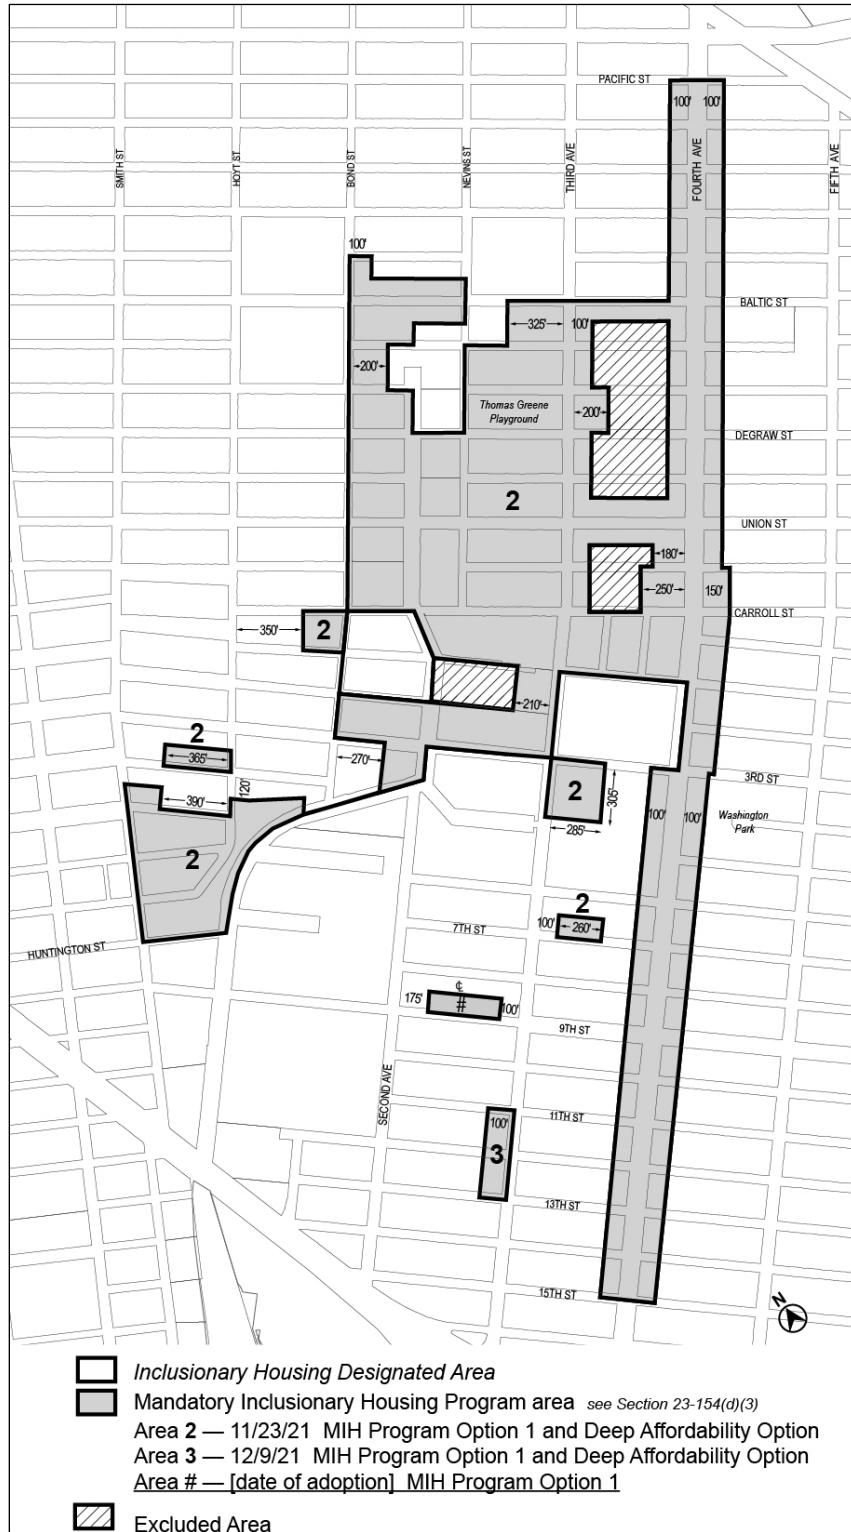 PACIFIC ST
100'
100'
SMITH ST
HOYT ST
BOND ST
NEVINS ST
THIRD AVE
FOURTH AVE
FIFTH AVE
100'
BALTIC ST
325'
100'
200'
Thomas Greene
Playground
200'
DEGRAW ST
2
UNION ST
180'
250'
150'
CARROLL ST
350'
2
210'
2
365'
270'
3RD ST
120'
390'
2
305'
285'
100'
100'
Washington
Park
2
2
100'
260'
7TH ST
HUNTINGTON ST
℄
175'
#
100'
9TH ST
SECOND AVE
100'
11TH ST
3
13TH ST
15TH ST
N
Inclusionary Housing Designated Area
Mandatory Inclusionary Housing Program area see Section 23-154(d)(3)
Area 2 — 11/23/21 MIH Program Option 1 and Deep Affordability Option
Area 3 — 12/9/21 MIH Program Option 1 and Deep Affordability Option
Area # — [date of adoption] MIH Program Option 1
Excluded Area